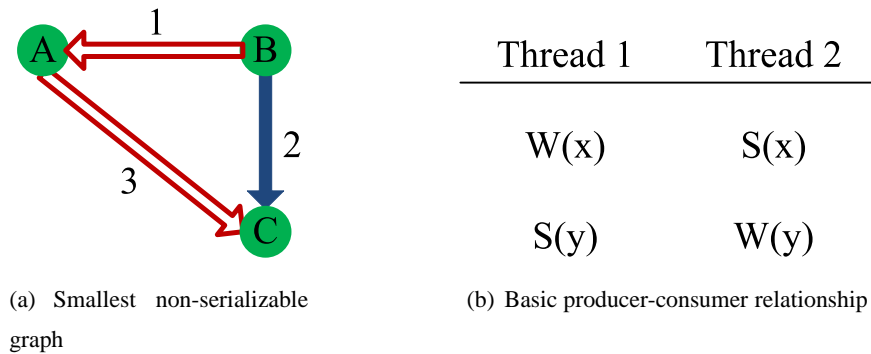 1
A
B
2
3
C
Thread 1 Thread 2
W(x) S(x)
S(y) W(y)
(a) Smallest non-serializable
graph
(b) Basic producer-consumer relationship